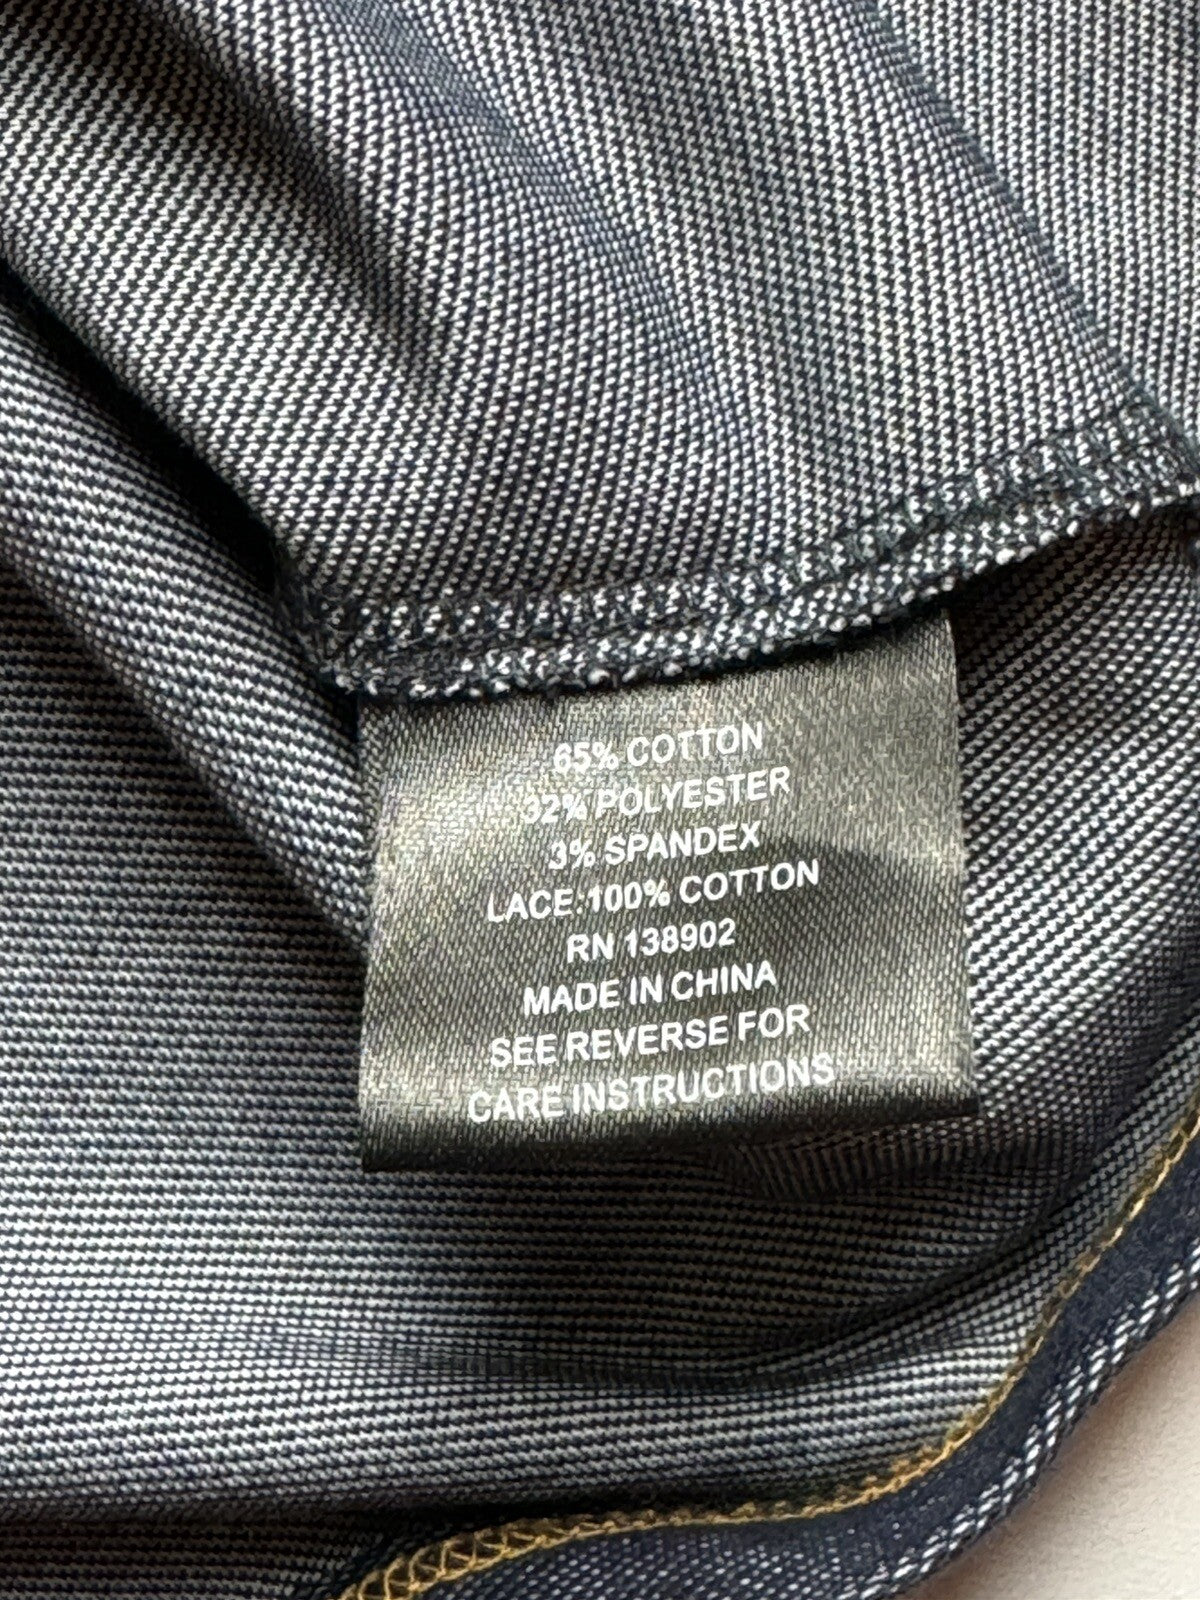 65% COTTON
32% POLYESTER
3% SPANDEX
LACE:100% COTTON
RN 138902
MADE IN CHINA
SEE REVERSE FOR
CARE INSTRUCTIONS